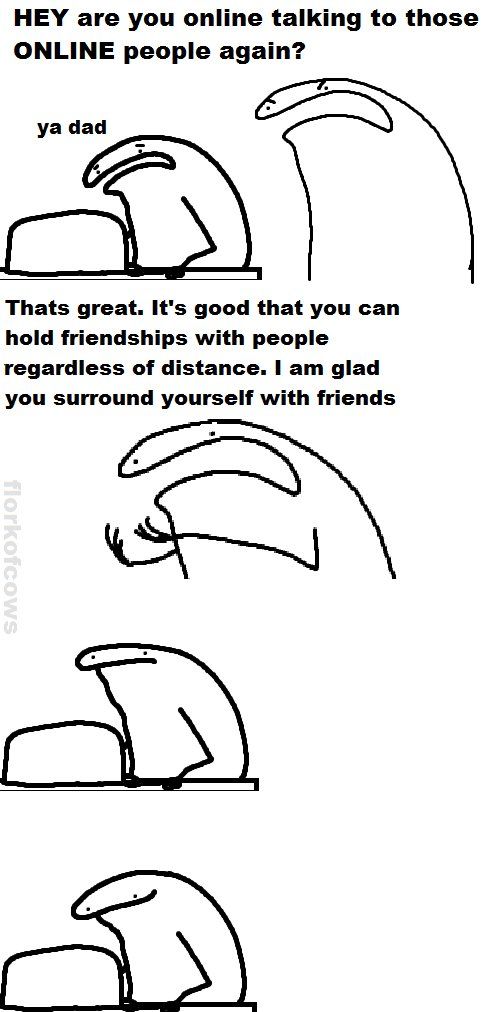 HEY are you online talking to those
ONLINE people again?
ya dad
Thats great. It's good that you can
hold friendships with people
regardless of distance. I am glad
you surround yourself with friends
florkofcows